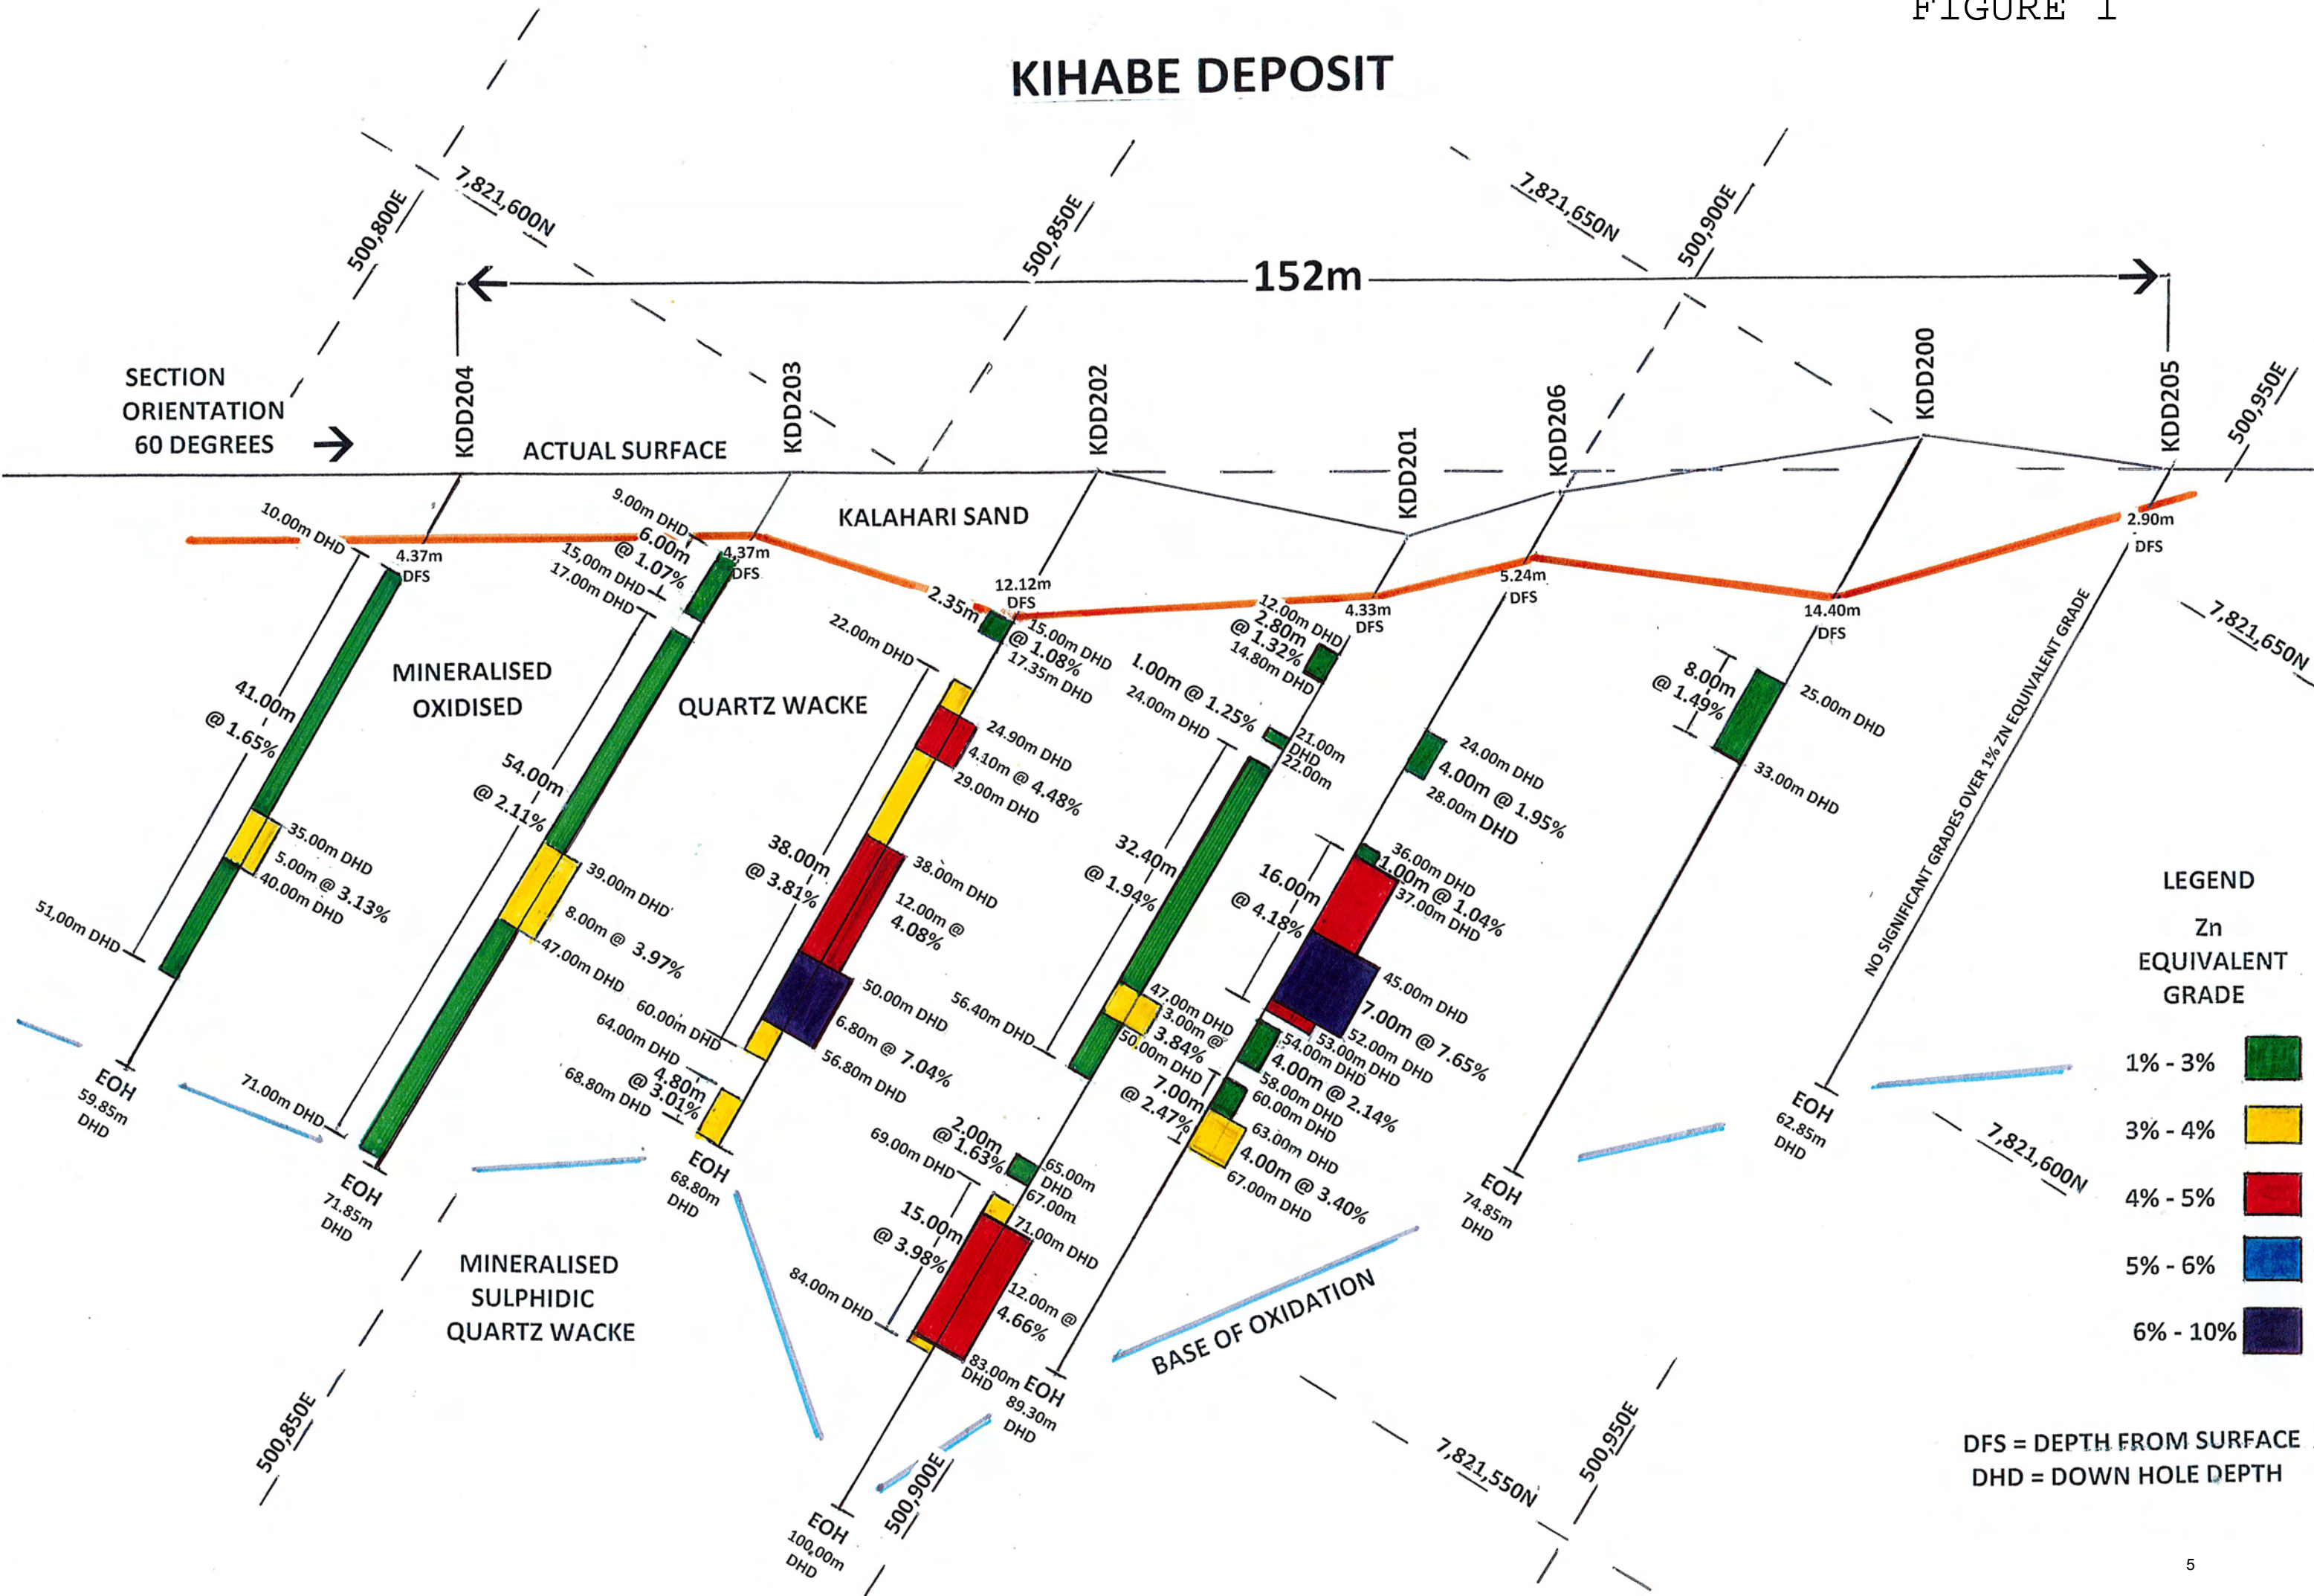 FIGURE 1
KIHABE DEPOSIT
500,800E
7,821,600N
500,850E
7,821,650N
500,900E
152m
SECTION
ORIENTATION
60 DEGREES
ACTUAL SURFACE
KDD204
KDD203
KDD202
KDD201
KDD206
KDD200
KDD205
500,950E
KALAHARI SAND
10.00m DHD
4.37m
DFS
41.00m
@ 1.65%
35.00m DHD
5.00m @ 3.13%
40.00m DHD
51,00m DHD
EOH
59.85m
DHD
MINERALISED
OXIDISED
QUARTZ WACKE
9.00m DHD
6.00m
@ 1.07%
15,00m DHD
17.00m DHD
4,37m
DFS
54.00m
@ 2.11%
39.00m DHD
8.00m @ 3.97%
47.00m DHD
71.00m DHD
EOH
71.85m
DHD
12.12m
DFS
2.35m
@ 1.08%
15.00m DHD
17.35m DHD
22.00m DHD
24.90m DHD
4.10m @ 4.48%
29.00m DHD
38.00m
@ 3.81%
38.00m DHD
12.00m @
4.08%
50.00m DHD
6.80m @ 7.04%
56.80m DHD
60.00m DHD
64.00m DHD
4.80m
@ 3.01%
68.80m DHD
EOH
68.80m
DHD
4.33m
DFS
12.00m DHD
2.80m
@ 1.32%
14.80m DHD
1.00m @ 1.25%
21.00m
DHD
22.00m
24.00m DHD
32.40m
@ 1.94%
47.00m DHD
3.00m @
3.84%
50.00m DHD
56.40m DHD
2.00m
@ 1.63%
65.00m
DHD
67.00m
69.00m DHD
71.00m DHD
15.00m
@ 3.98%
12.00m @
4.66%
83.00m
DHD
84.00m DHD
EOH
100,00m
DHD
5.24m
DFS
24.00m DHD
4.00m @ 1.95%
28.00m DHD
36.00m DHD
1.00m @ 1.04%
37.00m DHD
16.00m
@ 4.18%
45.00m DHD
7.00m @ 7.65%
52.00m DHD
53.00m DHD
54.00m DHD
4.00m @ 2.14%
58.00m DHD
60.00m DHD
7.00m
@ 2.47%
63.00m DHD
4.00m @ 3.40%
67.00m DHD
EOH
89.30m
DHD
14.40m
DFS
8.00m
@ 1.49%
25.00m DHD
33.00m DHD
EOH
74.85m
DHD
2.90m
DFS
NO SIGNIFICANT GRADES OVER 1% ZN EQUIVALENT GRADE
EOH
62.85m
DHD
7,821,650N
7,821,600N
LEGEND
Zn
EQUIVALENT
GRADE
1% - 3%
3% - 4%
4% - 5%
5% - 6%
6% - 10%
MINERALISED
SULPHIDIC
QUARTZ WACKE
BASE OF OXIDATION
500,850E
500,900E
7,821,550N
500,950E
DFS = DEPTH FROM SURFACE
DHD = DOWN HOLE DEPTH
5